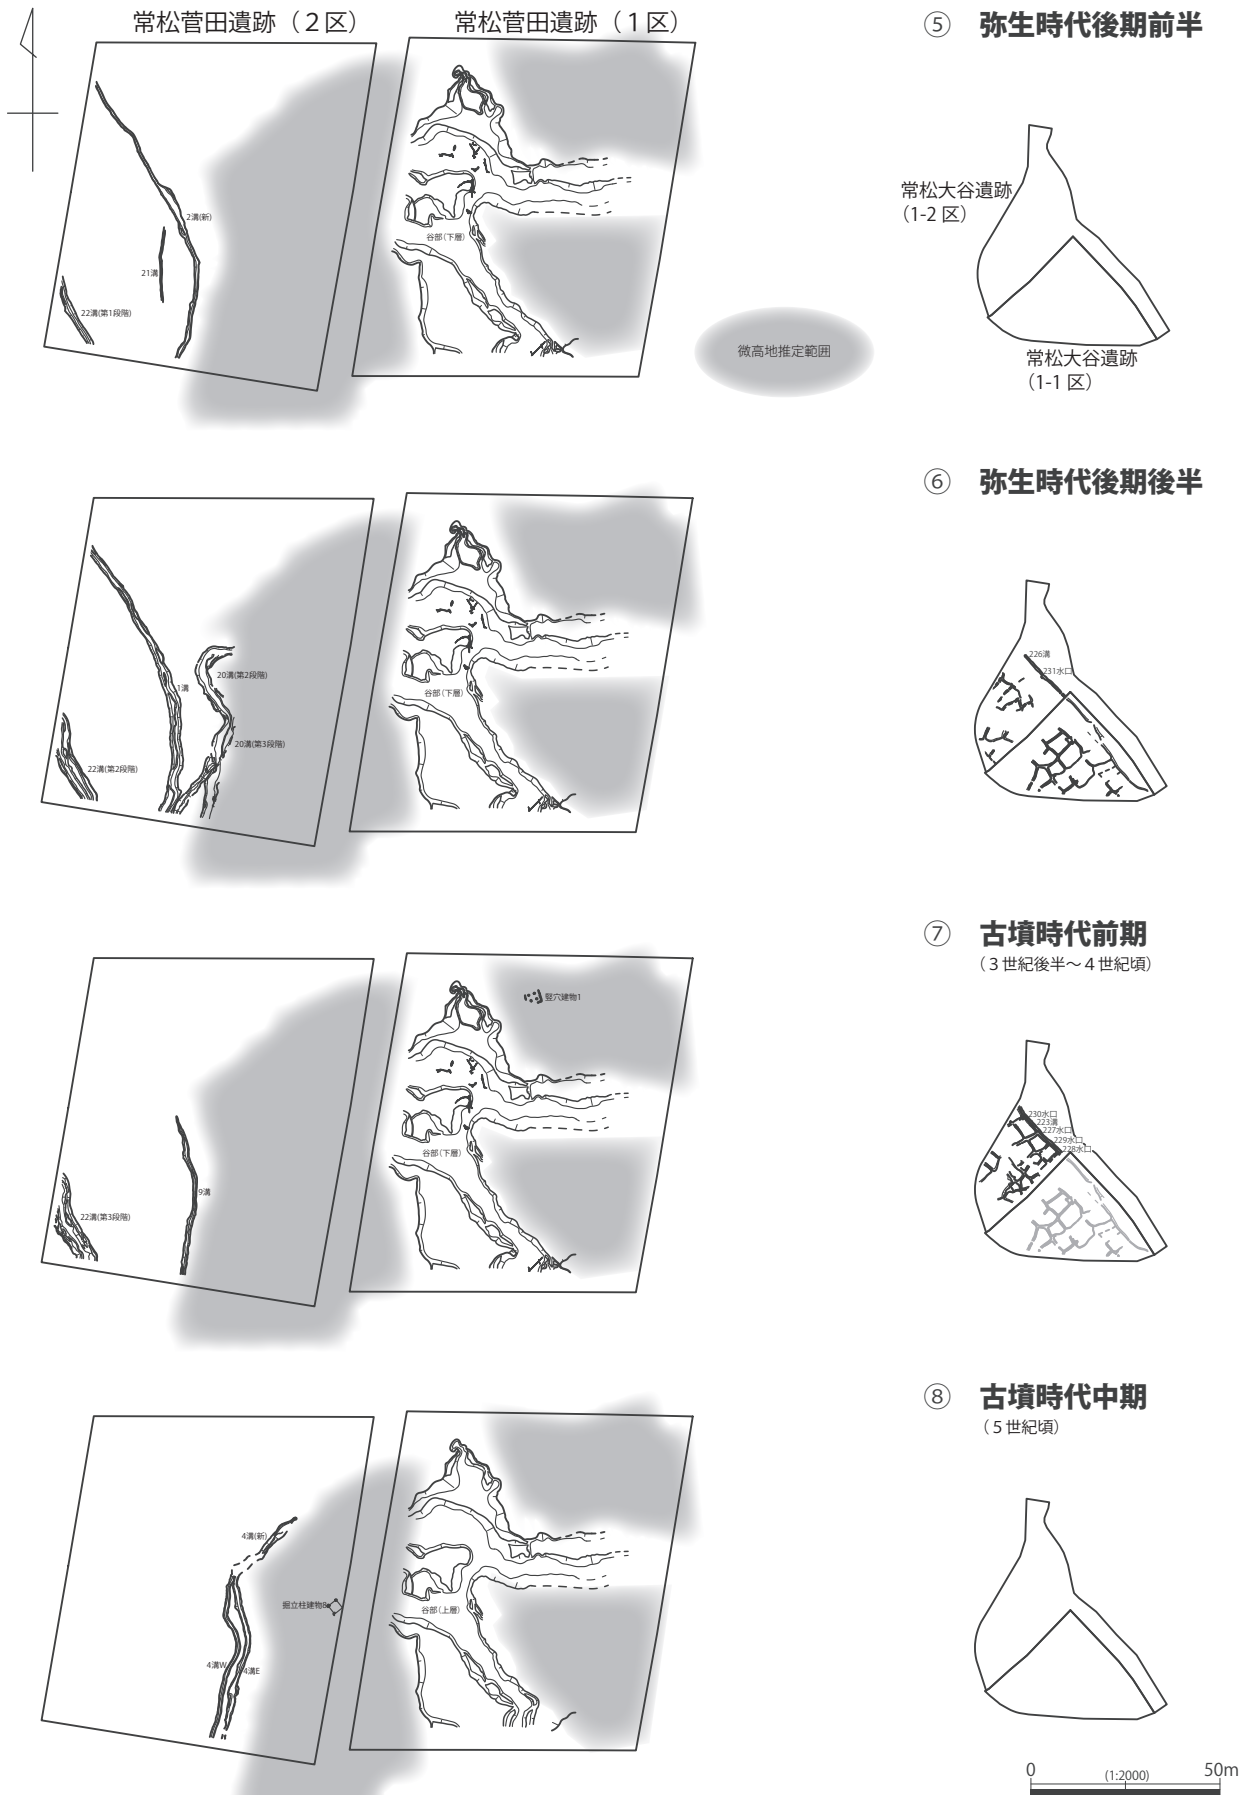 常松菅田遺跡（２区）
常松菅田遺跡（１区）
⑤　弥生時代後期前半
2溝(新)
21溝
22溝(第1段階)
谷部（下層）
微高地推定範囲
常松大谷遺跡
（1-2 区）
常松大谷遺跡
（1-1 区）
⑥　弥生時代後期後半
1溝
20溝(第2段階)
20溝(第3段階)
22溝(第2段階)
谷部（下層）
226溝
231水口
⑦　古墳時代前期
（３世紀後半～４世紀頃）
9溝
22溝(第3段階)
竪穴建物1
谷部（下層）
230水口
223溝
227水口
229水口
228水口
⑧　古墳時代中期
（５世紀頃）
4溝(新)
掘立柱建物8
4溝W
4溝E
谷部（上層）
0
(1:2000)
50m